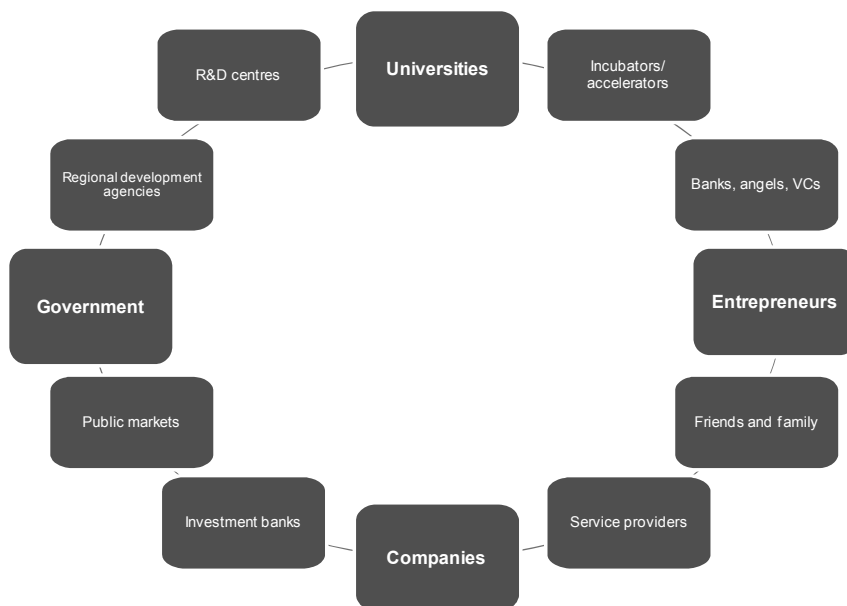 Universities
Incubators/
accelerators
Banks, angels, VCs
Entrepreneurs
Friends and family
Service providers
Companies
Investment banks
Public markets
Government
Regional development
agencies
R&D centres